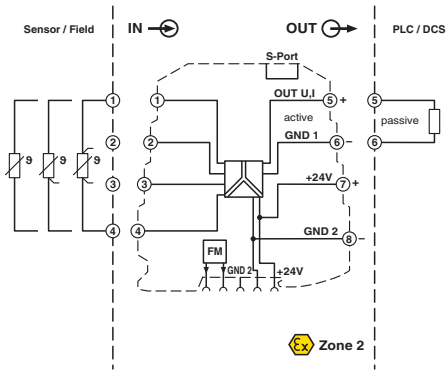 Sensor / Field IN OUT PLC / DCS
S-Port
1 1 OUT U,I 5 + 5
active passive
2 2 GND 1 6 − 6
ϑ ϑ ϑ
3 3 +24V 7 +
4 4 GND 2 8 −
FM
GND 2 +24V
εx Zone 2